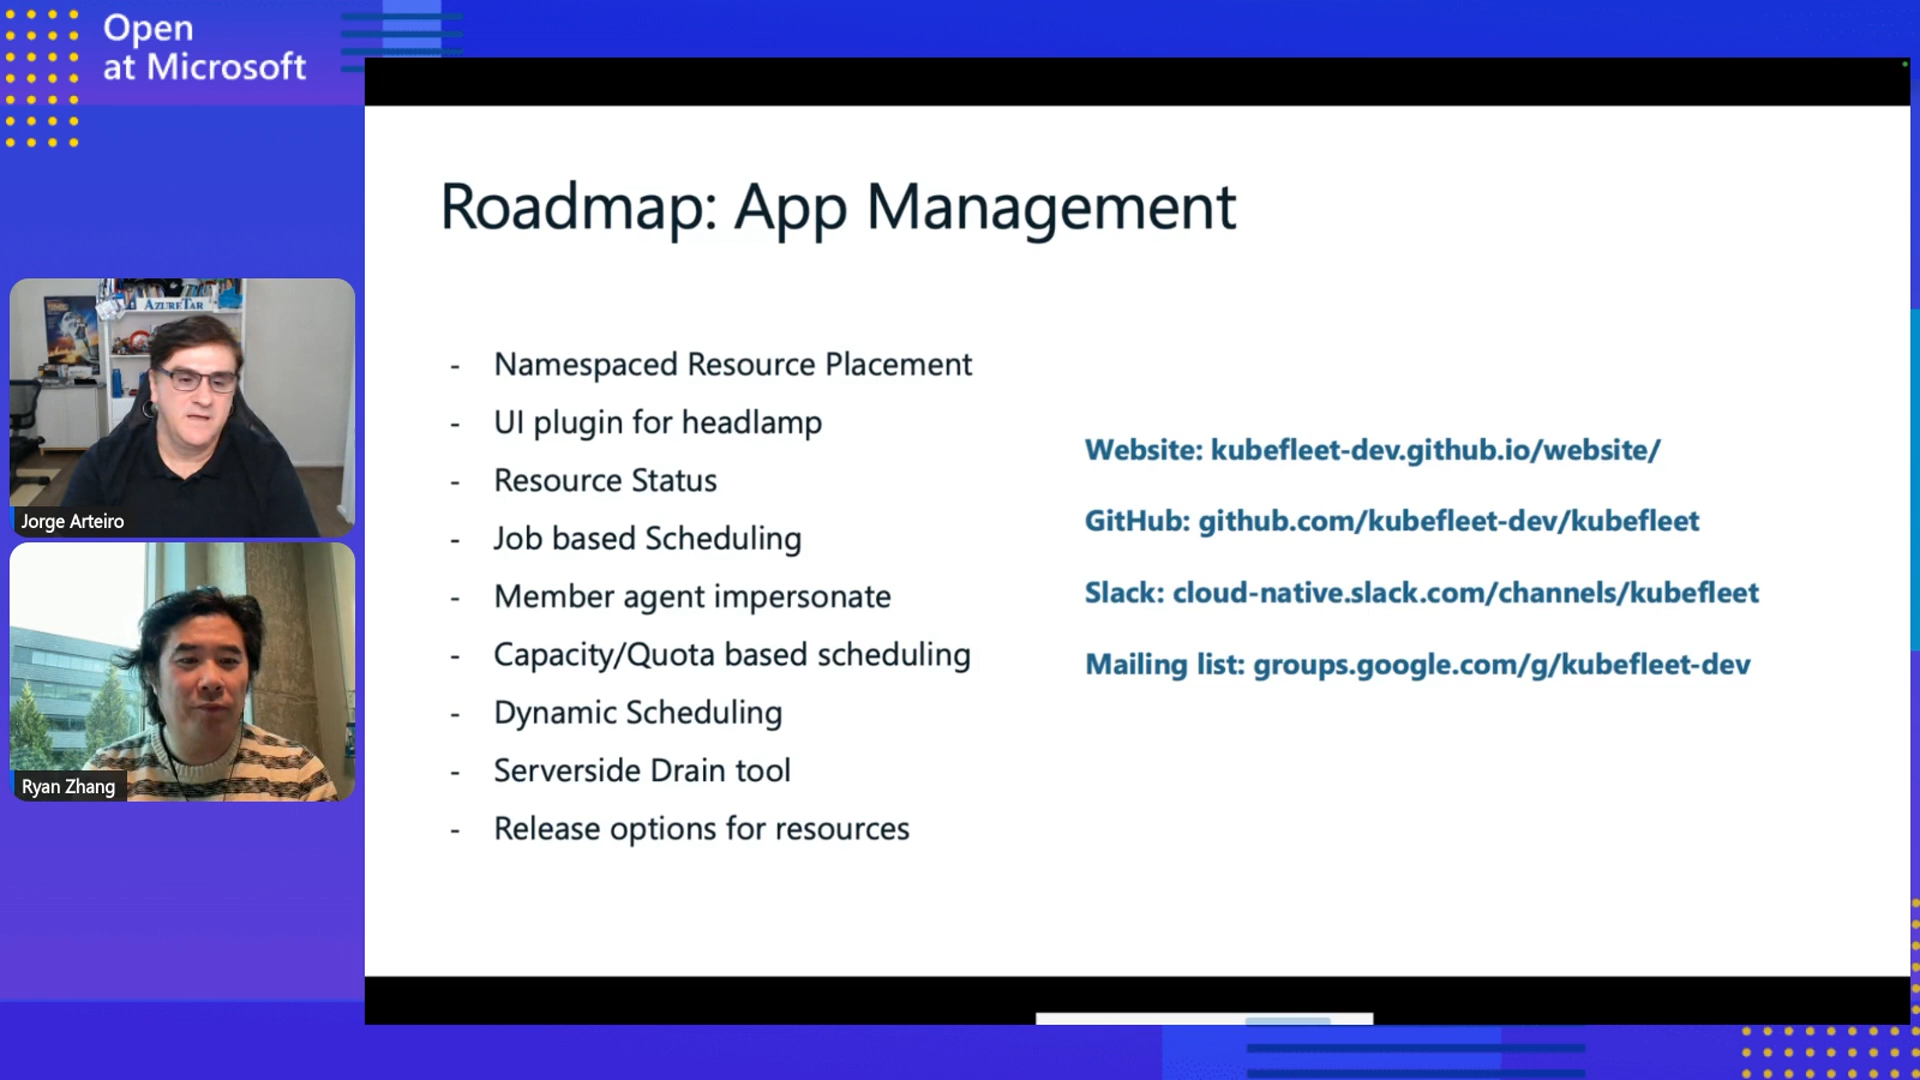 Open
at Microsoft
Roadmap: App Management
- Namespaced Resource Placement
- UI plugin for headlamp
- Resource Status
- Job based Scheduling
- Member agent impersonate
- Capacity/Quota based scheduling
- Dynamic Scheduling
- Serverside Drain tool
- Release options for resources
Website: kubefleet-dev.github.io/website/
GitHub: github.com/kubefleet-dev/kubefleet
Slack: cloud-native.slack.com/channels/kubefleet
Mailing list: groups.google.com/g/kubefleet-dev
AZURETAR
Jorge Arteiro
Ryan Zhang